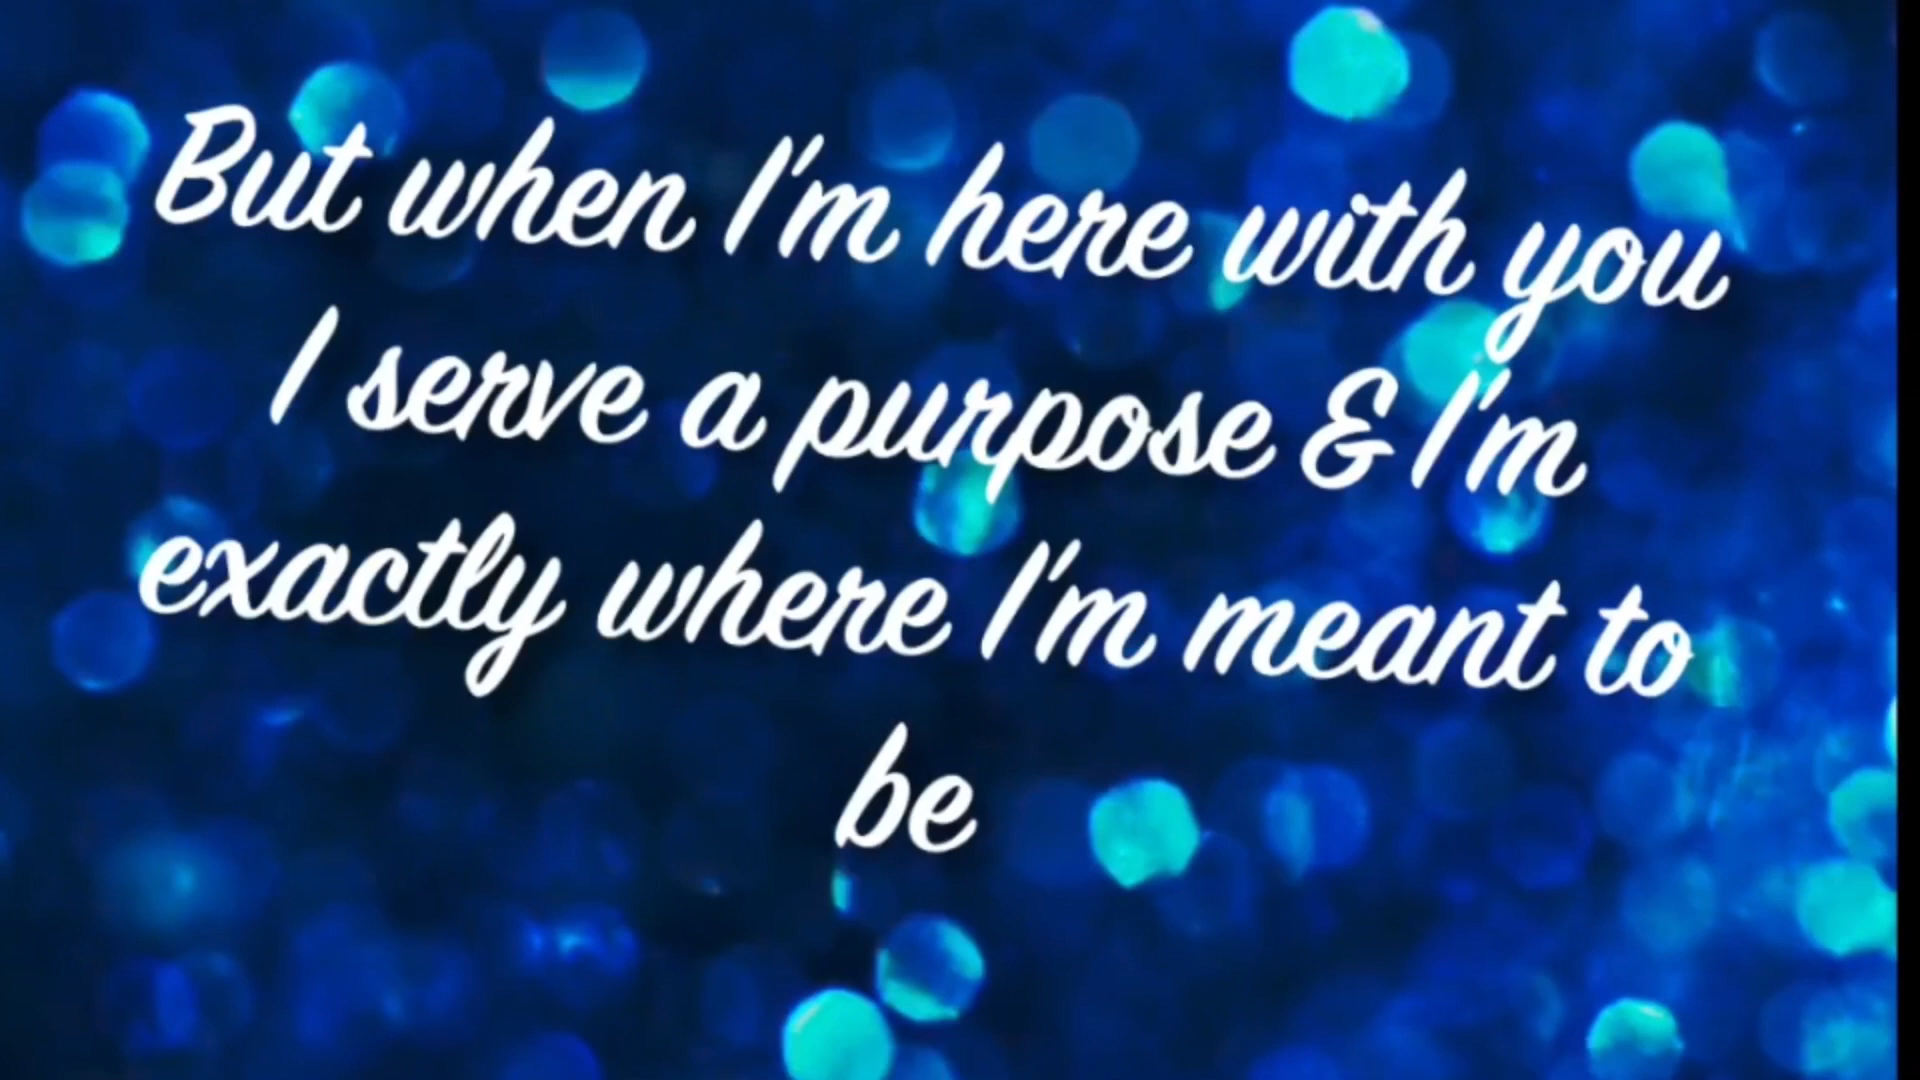 But when I'm here with you
I serve a purpose & I'm
exactly where I'm meant to
be